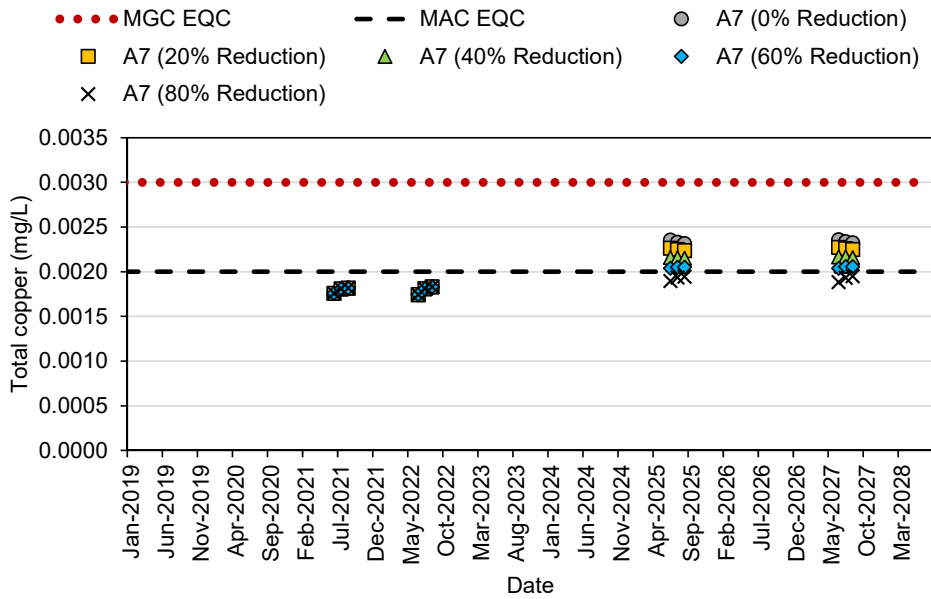 MGC EQC MAC EQC A7 (0% Reduction)
A7 (20% Reduction) A7 (40% Reduction) A7 (60% Reduction)
A7 (80% Reduction)
Total copper (mg/L)
0.0035
0.0030
0.0025
0.0020
0.0015
0.0010
0.0005
0.0000
Jan-2019
Jun-2019
Nov-2019
Apr-2020
Sep-2020
Feb-2021
Jul-2021
Dec-2021
May-2022
Oct-2022
Mar-2023
Aug-2023
Jan-2024
Jun-2024
Nov-2024
Apr-2025
Sep-2025
Feb-2026
Jul-2026
Dec-2026
May-2027
Oct-2027
Mar-2028
Date